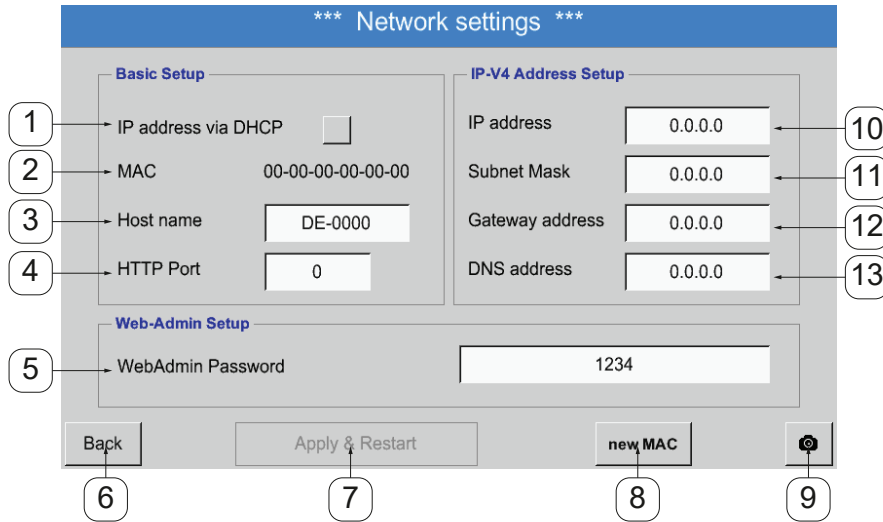 *** Network settings ***
Basic Setup
1 IP address via DHCP
2 MAC 00-00-00-00-00-00
3 Host name DE-0000
4 HTTP Port 0
IP-V4 Address Setup
IP address 0.0.0.0 10
Subnet Mask 0.0.0.0 11
Gateway address 0.0.0.0 12
DNS address 0.0.0.0 13
Web-Admin Setup
5 WebAdmin Password 1234
Back Apply & Restart new MAC
6 7 8 9